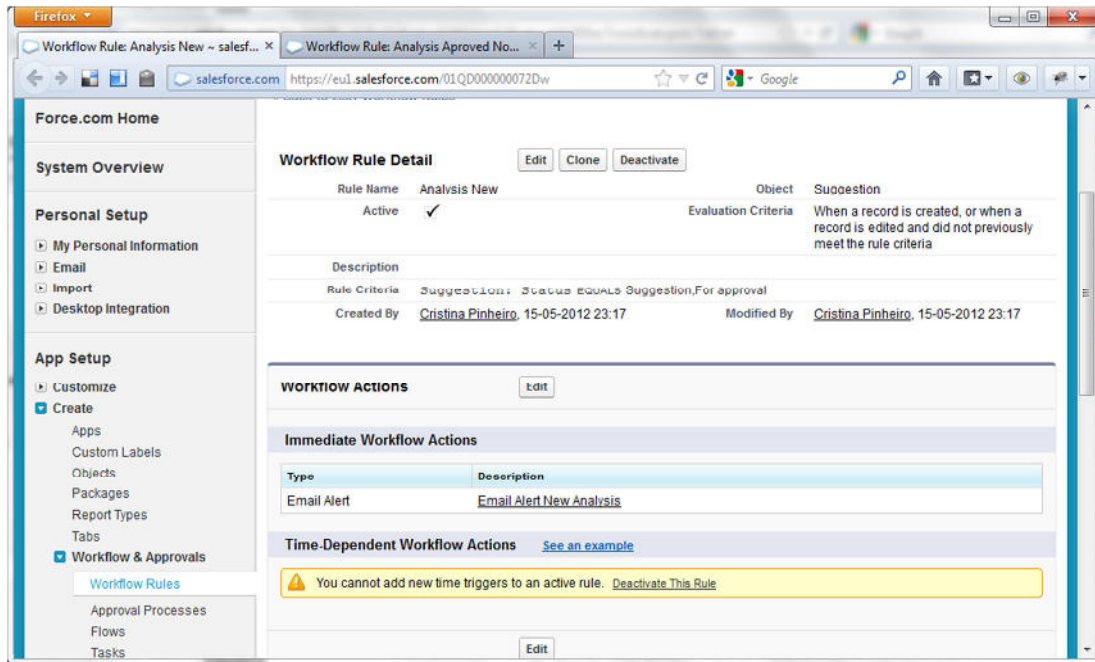 Firefox
Workflow Rule: Analysis New ~ salesf... ×
Workflow Rule: Analysis Aproved No... × +
salesforce.com https://eu1.salesforce.com/01QD000000072Dw
Google
Force.com Home
System Overview
Personal Setup
My Personal Information
Email
Import
Desktop Integration
App Setup
Customize
Create
Apps
Custom Labels
Objects
Packages
Report Types
Tabs
Workflow & Approvals
Workflow Rules
Approval Processes
Flows
Tasks
Workflow Rule Detail Edit Clone Deactivate
Rule Name Analysis New Object Suggestion
Active ✓ Evaluation Criteria When a record is created, or when a
record is edited and did not previously
meet the rule criteria
Description
Rule Criteria Suggestion: Status EQUALS Suggestion,For approval
Created By Cristina Pinheiro, 15-05-2012 23:17 Modified By Cristina Pinheiro, 15-05-2012 23:17
Workflow Actions Edit
Immediate Workflow Actions
Type Description
Email Alert Email Alert New Analysis
Time-Dependent Workflow Actions See an example
You cannot add new time triggers to an active rule. Deactivate This Rule
Edit